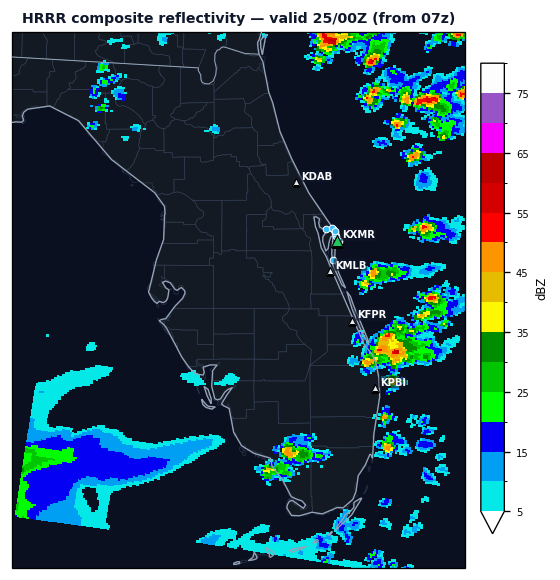 HRRR composite reflectivity — valid 25/00Z (from 07z)
KDAB
KXMR
KMLB
KFPR
KPBI
75
65
55
45
35
25
15
5
dBZ